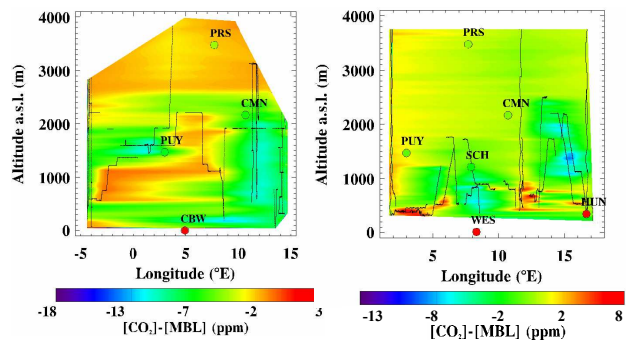 4000
3000
2000
1000
0
Altitude a.s.l. (m)
PRS
CMN
PUY
CBW
-5 0 5 10 15
Longitude (°E)
-18 -13 -7 -1 5
[CO₂]-[MBL] (ppm)
4000
3000
2000
1000
0
Altitude a.s.l. (m)
PRS
CMN
PUY
SCH
HUN
WES
5 10 15
Longitude (°E)
-13 -8 -3 2 8
[CO₂]-[MBL] (ppm)